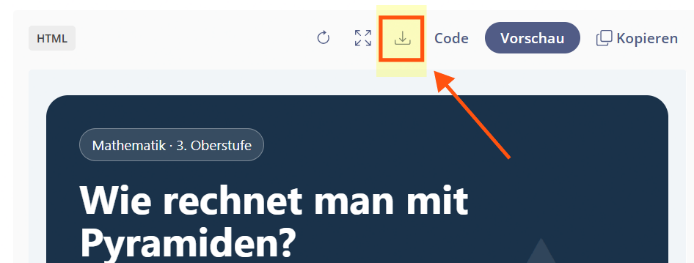 HTML
Code
Vorschau
Kopieren
Mathematik · 3. Oberstufe
Wie rechnet man mit
Pyramiden?